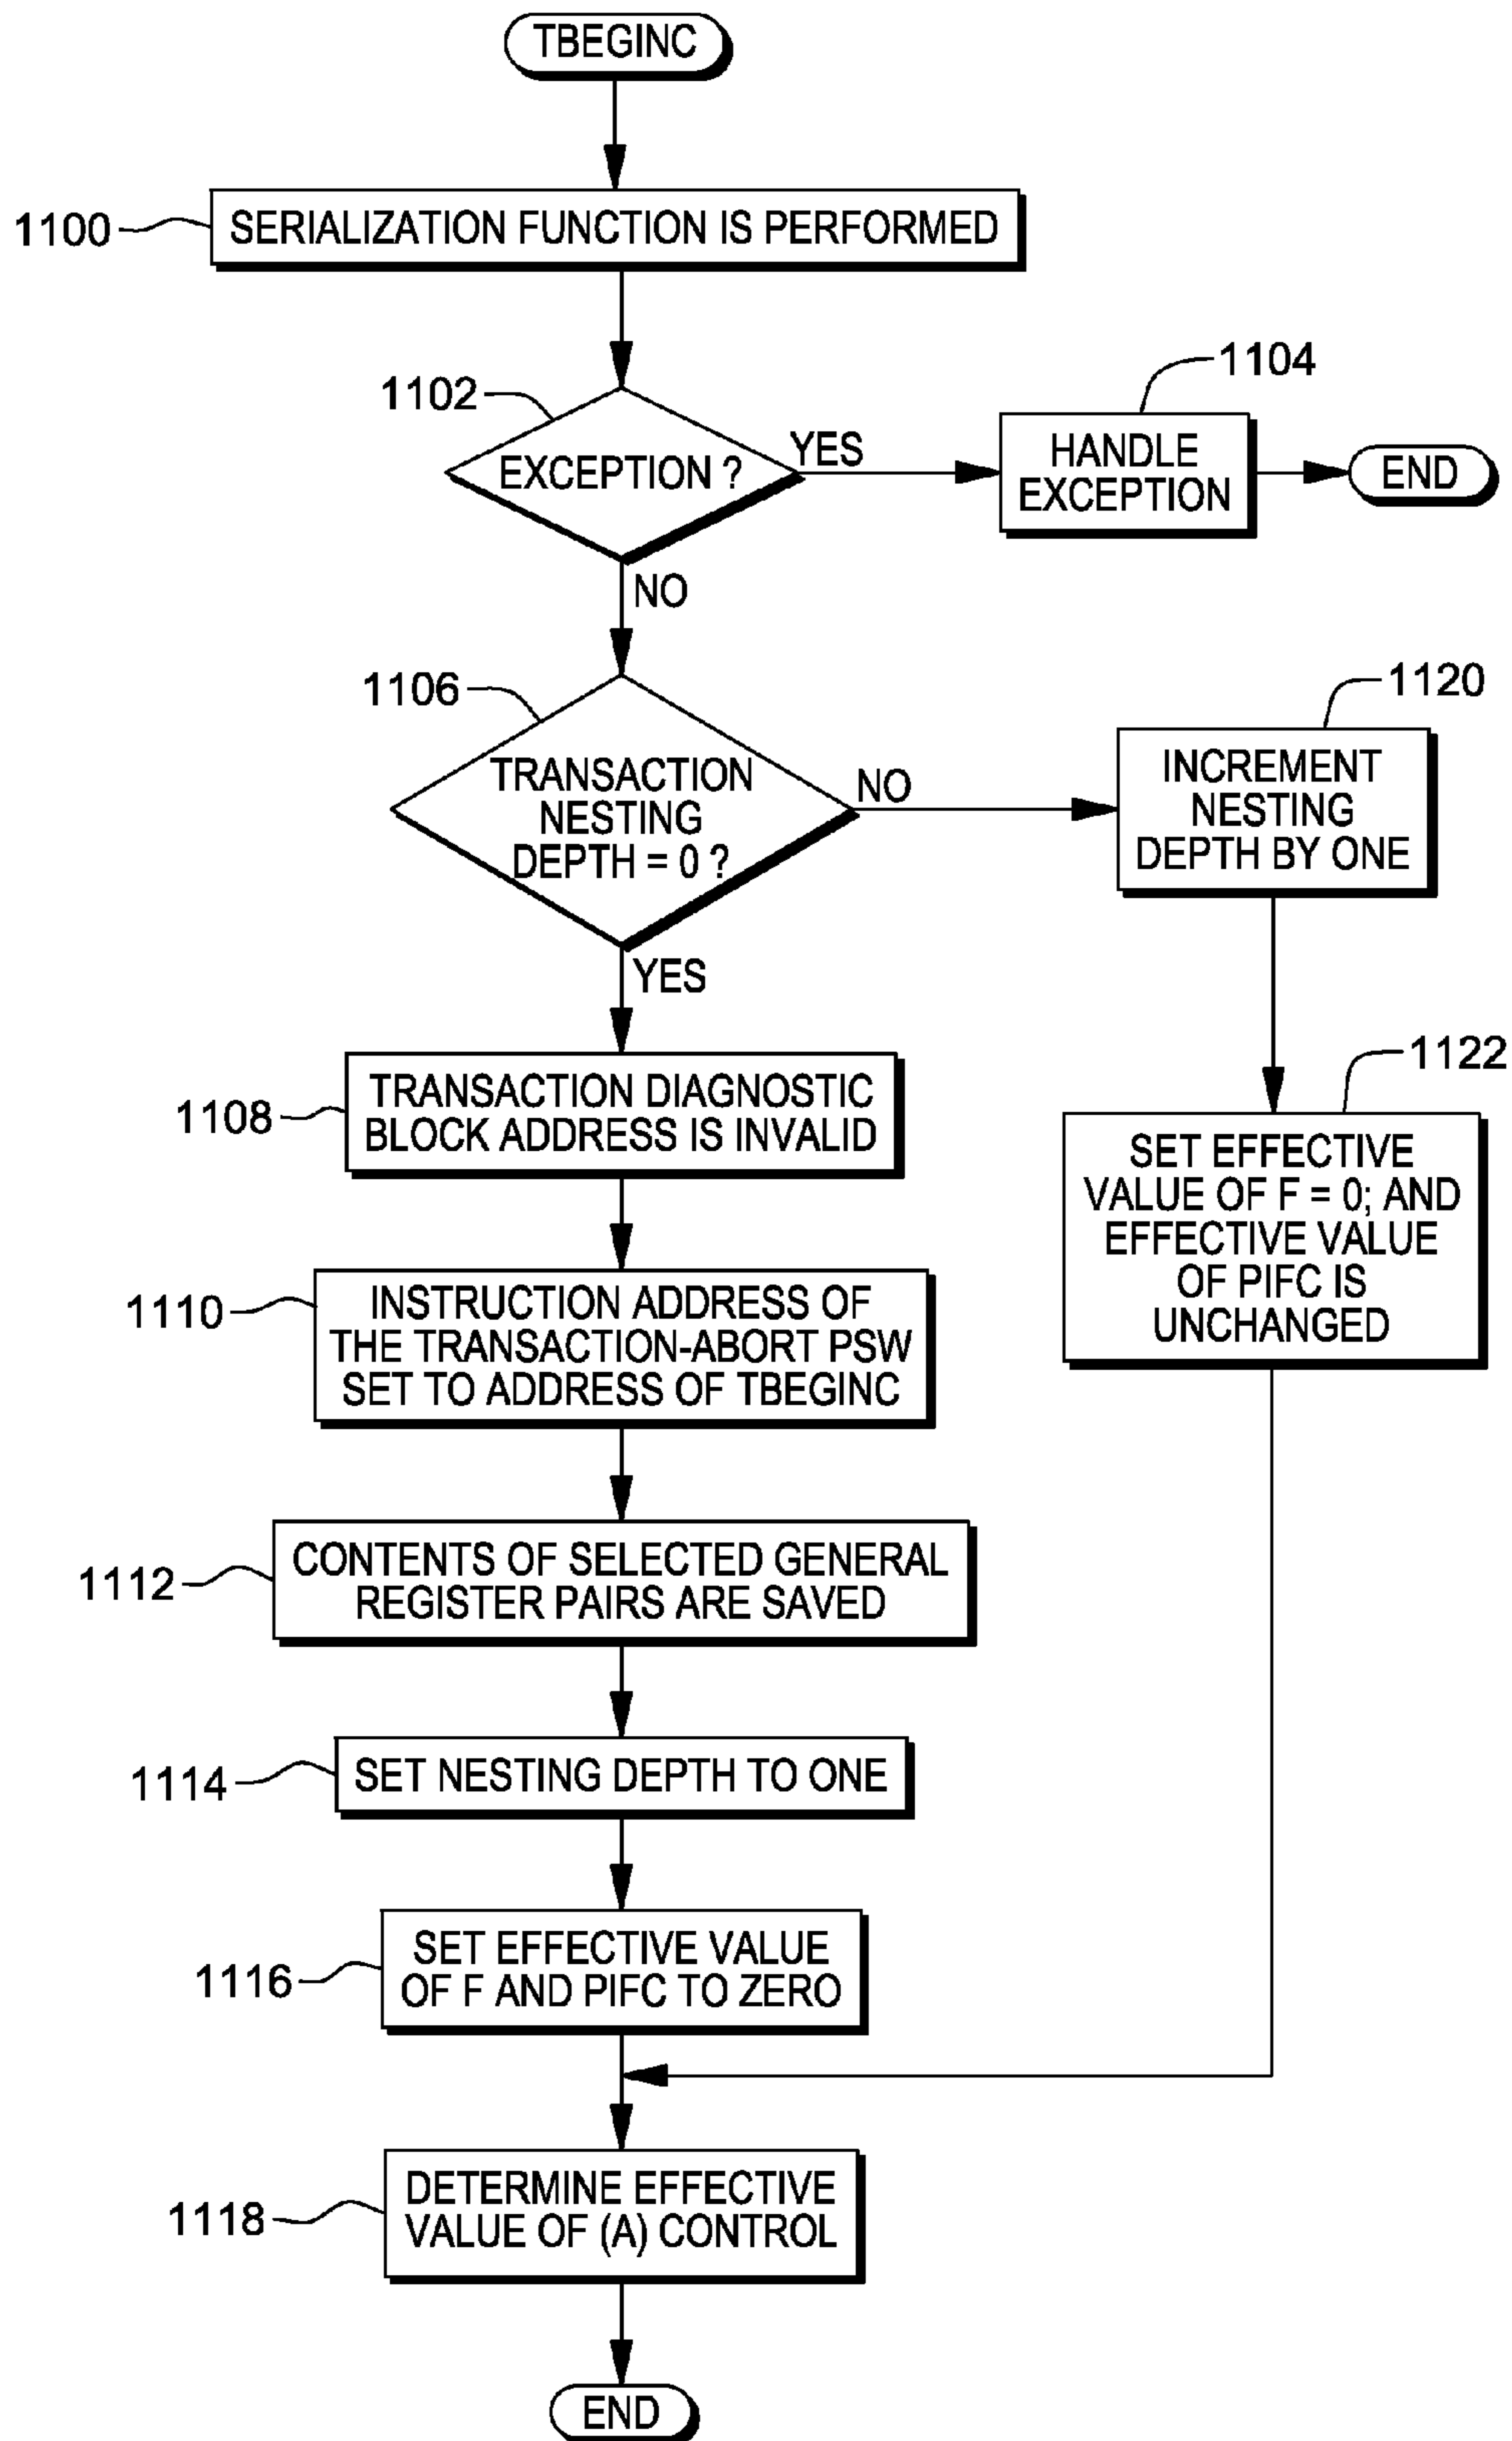 TBEGINC
1100
SERIALIZATION FUNCTION IS PERFORMED
1102
EXCEPTION ?
YES
1104
HANDLE
EXCEPTION
END
NO
1106
TRANSACTION
NESTING
DEPTH = 0 ?
NO
1120
INCREMENT
NESTING
DEPTH BY ONE
YES
1108
TRANSACTION DIAGNOSTIC
BLOCK ADDRESS IS INVALID
1122
SET EFFECTIVE
VALUE OF F = 0; AND
EFFECTIVE VALUE
OF PIFC IS
UNCHANGED
1110
INSTRUCTION ADDRESS OF
THE TRANSACTION-ABORT PSW
SET TO ADDRESS OF TBEGINC
1112
CONTENTS OF SELECTED GENERAL
REGISTER PAIRS ARE SAVED
1114
SET NESTING DEPTH TO ONE
1116
SET EFFECTIVE VALUE
OF F AND PIFC TO ZERO
1118
DETERMINE EFFECTIVE
VALUE OF (A) CONTROL
END